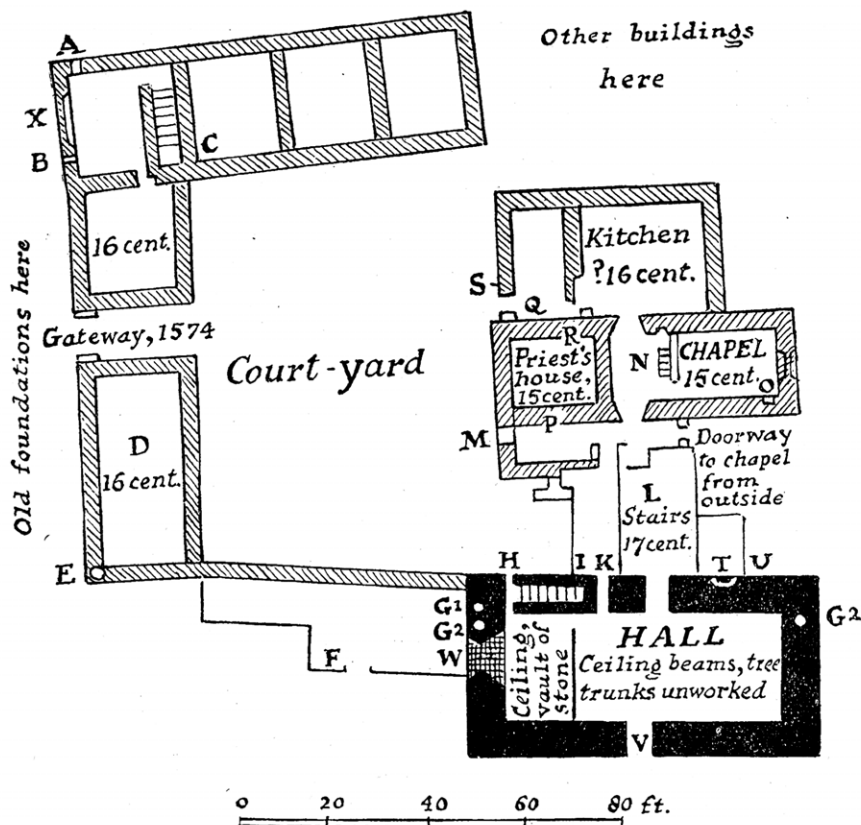 A
Other buildings
here
X
B
C
16 cent.
Old foundations here
Gateway, 1574
Court-yard
D
16 cent.
E
F
Kitchen
?16 cent.
S
Q
R
Priest's
house,
15 cent.
N
CHAPEL
15 cent.
O
P
M
Doorway
to chapel
from
outside
L
Stairs
17 cent.
H
I
K
T
U
G1
G2
W
Ceiling,
vault of
stone
HALL
Ceiling beams, tree
trunks unworked
G2
V
0 20 40 60 80 ft.